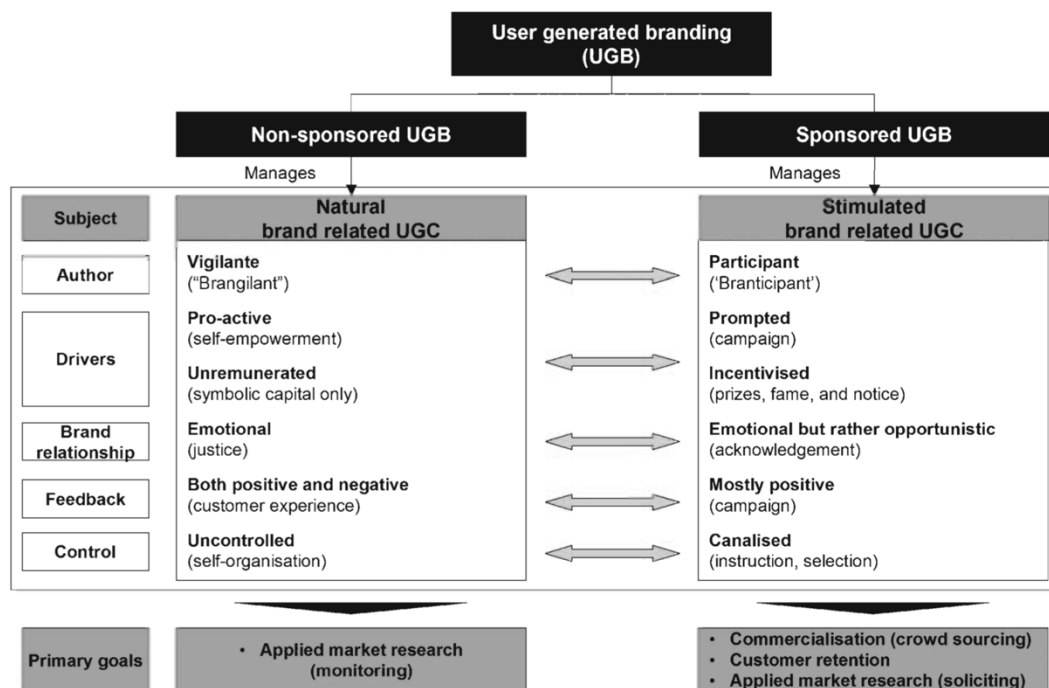 User generated branding
(UGB)
Non-sponsored UGB
Sponsored UGB
Manages
Manages
Subject
Natural
brand related UGC
Stimulated
brand related UGC
Author
Vigilante
("Brangilant")
Participant
('Branticipant')
Drivers
Pro-active
(self-empowerment)
Prompted
(campaign)
Unremunerated
(symbolic capital only)
Incentivised
(prizes, fame, and notice)
Brand
relationship
Emotional
(justice)
Emotional but rather opportunistic
(acknowledgement)
Feedback
Both positive and negative
(customer experience)
Mostly positive
(campaign)
Control
Uncontrolled
(self-organisation)
Canalised
(instruction, selection)
Primary goals
• Applied market research
(monitoring)
• Commercialisation (crowd sourcing)
• Customer retention
• Applied market research (soliciting)